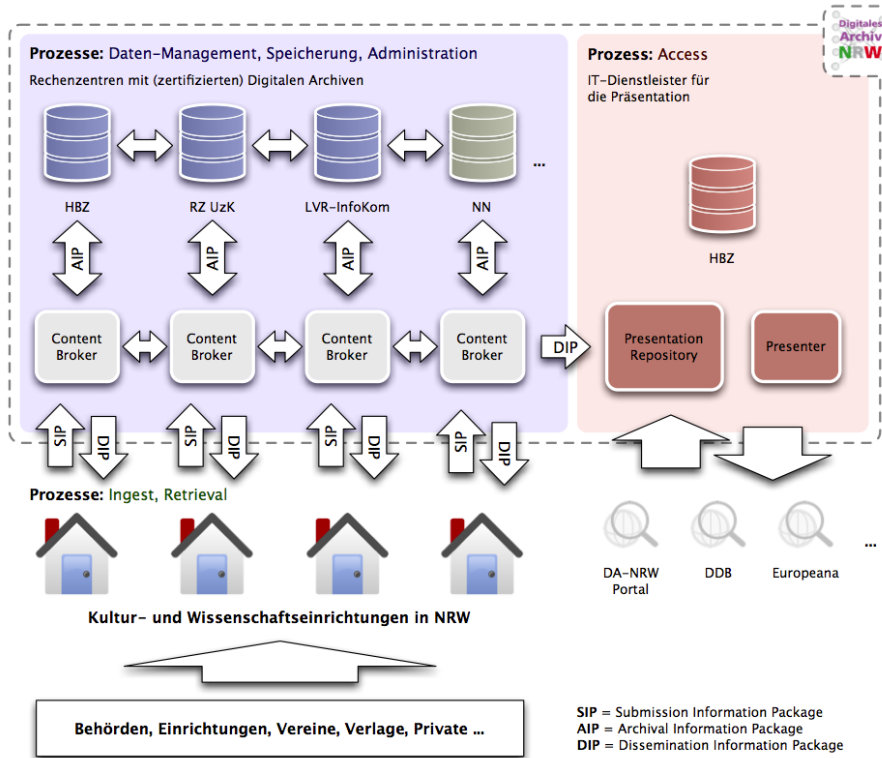 Digitales
Archiv
NRW
Prozesse: Daten-Management, Speicherung, Administration
Rechenzentren mit (zertifizierten) Digitalen Archiven
Prozess: Access
IT-Dienstleister für
die Präsentation
HBZ
RZ UzK
LVR-InfoKom
NN
...
HBZ
AIP
AIP
AIP
AIP
Content
Broker
Content
Broker
Content
Broker
Content
Broker
DIP
Presentation
Repository
Presenter
SIP
DIP
SIP
DIP
SIP
DIP
SIP
DIP
Prozesse: Ingest, Retrieval
DA-NRW
Portal
DDB
Europeana
...
Kultur- und Wissenschaftseinrichtungen in NRW
Behörden, Einrichtungen, Vereine, Verlage, Private ...
SIP = Submission Information Package
AIP = Archival Information Package
DIP = Dissemination Information Package